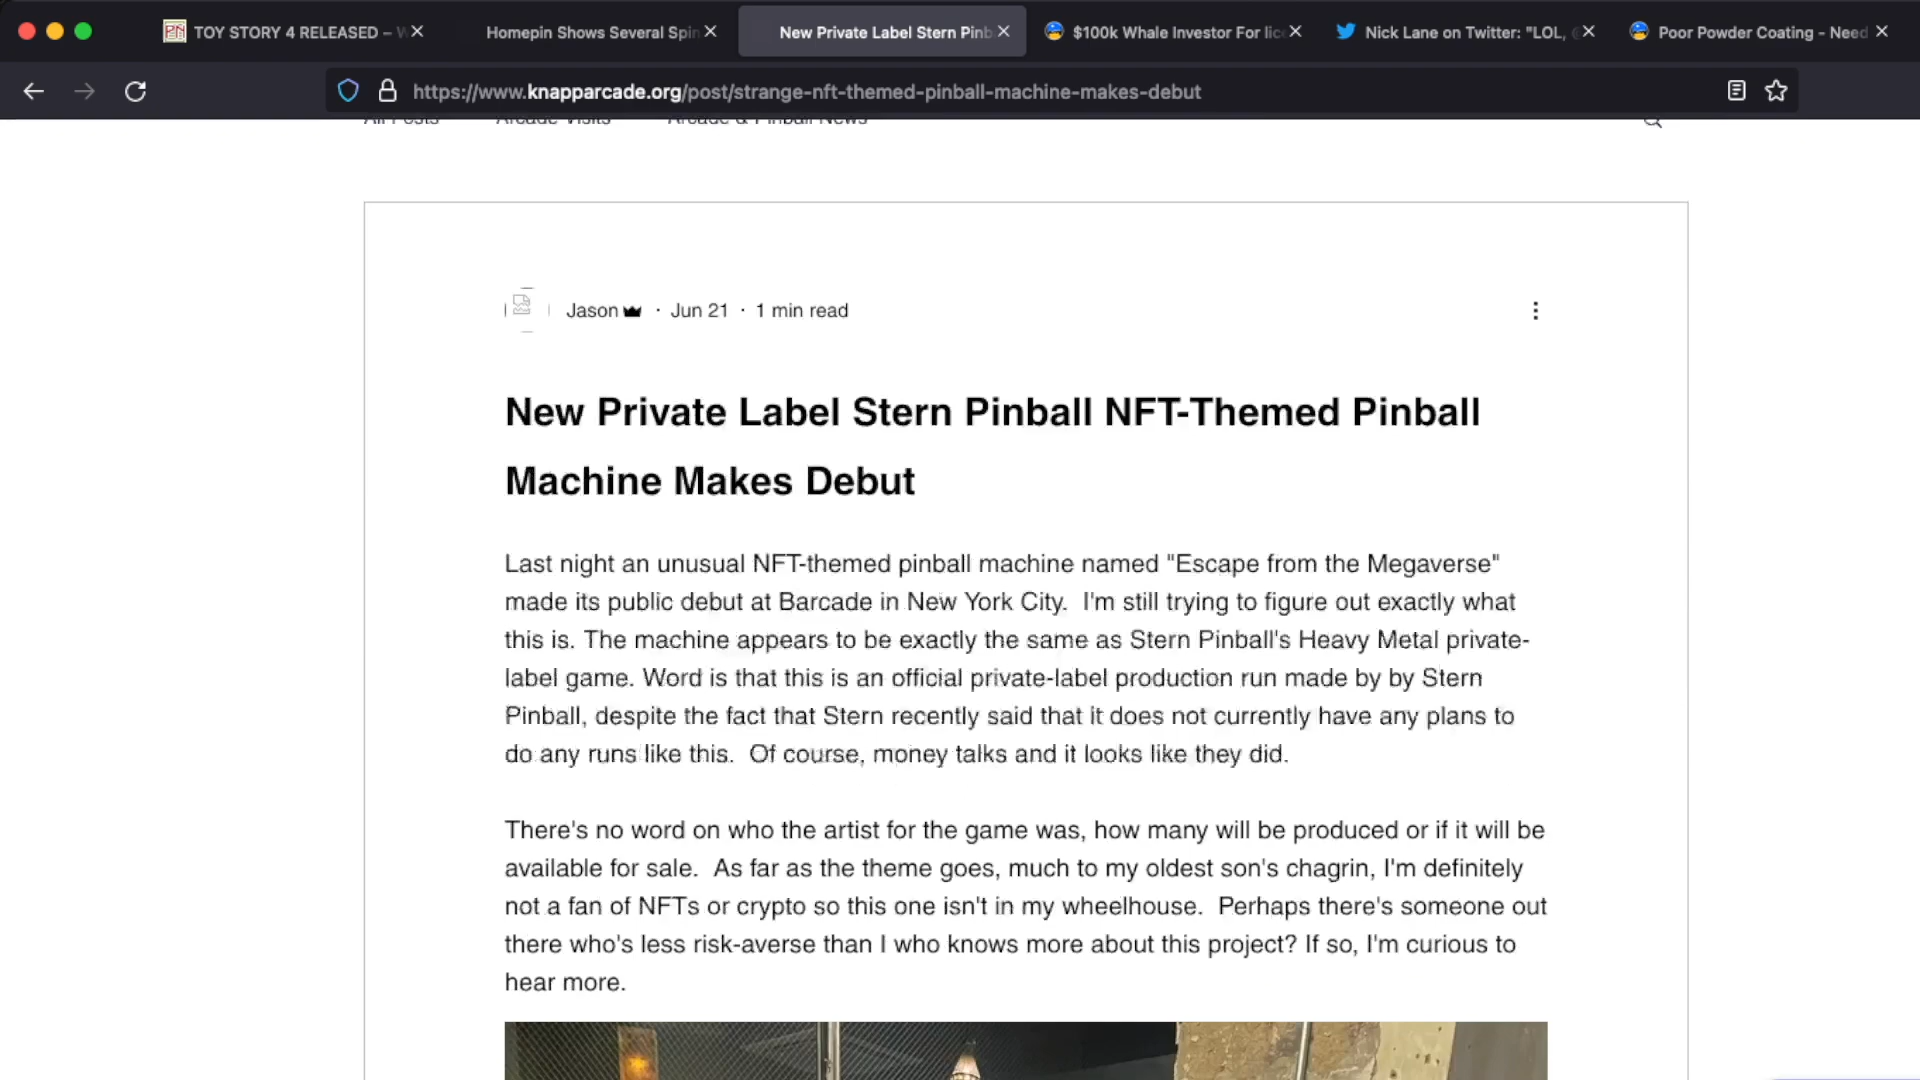 TOY STORY 4 RELEASED –
Homepin Shows Several Spin
New Private Label Stern Pinb
$100k Whale Investor For lic
Nick Lane on Twitter: "LOL,
Poor Powder Coating - Need
https://www.knapparcade.org/post/strange-nft-themed-pinball-machine-makes-debut
All Posts
Arcade Visits
Arcade & Pinball News
Jason · Jun 21 · 1 min read
New Private Label Stern Pinball NFT-Themed Pinball
Machine Makes Debut
Last night an unusual NFT-themed pinball machine named "Escape from the Megaverse"
made its public debut at Barcade in New York City.  I'm still trying to figure out exactly what
this is. The machine appears to be exactly the same as Stern Pinball's Heavy Metal private-
label game. Word is that this is an official private-label production run made by by Stern
Pinball, despite the fact that Stern recently said that it does not currently have any plans to
do any runs like this.  Of course, money talks and it looks like they did.
There's no word on who the artist for the game was, how many will be produced or if it will be
available for sale.  As far as the theme goes, much to my oldest son's chagrin, I'm definitely
not a fan of NFTs or crypto so this one isn't in my wheelhouse.  Perhaps there's someone out
there who's less risk-averse than I who knows more about this project? If so, I'm curious to
hear more.